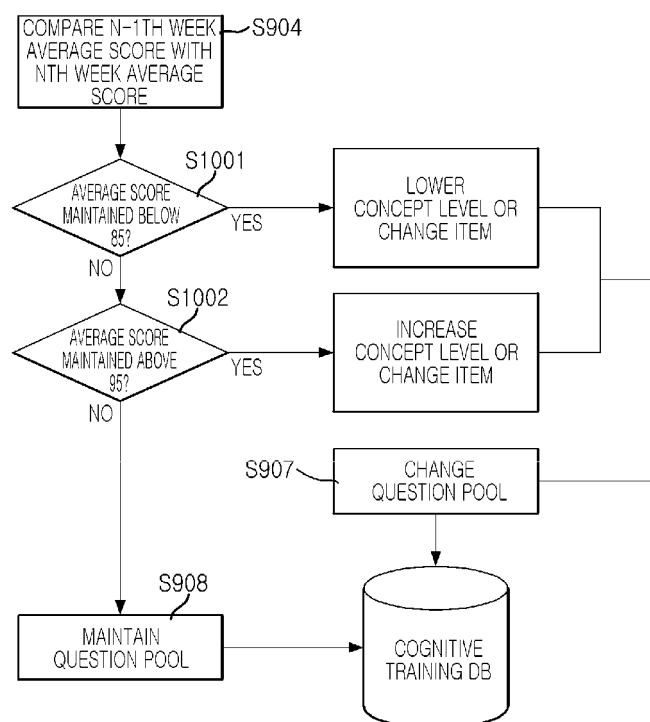 COMPARE N-1TH WEEK
AVERAGE SCORE WITH
NTH WEEK AVERAGE
SCORE
S904
S1001
AVERAGE SCORE
MAINTAINED BELOW
85?
YES
NO
LOWER
CONCEPT LEVEL OR
CHANGE ITEM
S1002
AVERAGE SCORE
MAINTAINED ABOVE
95?
YES
NO
INCREASE
CONCEPT LEVEL OR
CHANGE ITEM
S907
CHANGE
QUESTION POOL
S908
MAINTAIN
QUESTION POOL
COGNITIVE
TRAINING DB